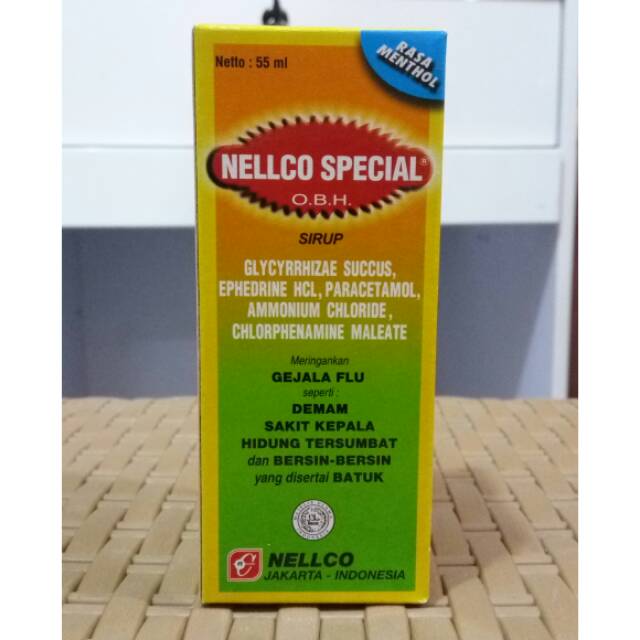 Netto : 55 ml
RASA
MENTHOL
NELLCO SPECIAL®
O.B.H.
SIRUP
GLYCYRRHIZAE SUCCUS,
EPHEDRINE HCL, PARACETAMOL,
AMMONIUM CHLORIDE,
CHLORPHENAMINE MALEATE
Meringankan
GEJALA FLU
seperti :
DEMAM
SAKIT KEPALA
HIDUNG TERSUMBAT
dan BERSIN-BERSIN
yang disertai BATUK
NELLCO
JAKARTA - INDONESIA